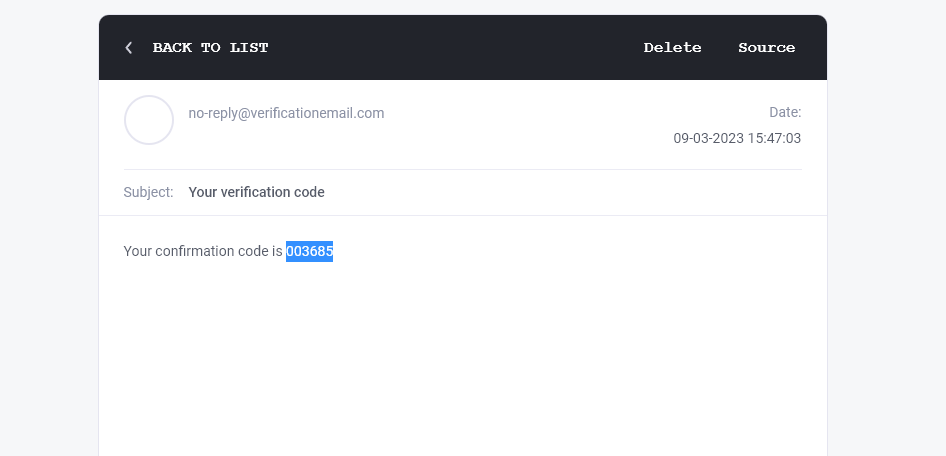 BACK TO LIST Delete Source
no-reply@verificationemail.com Date:
09-03-2023 15:47:03
Subject: Your verification code
Your confirmation code is 003685